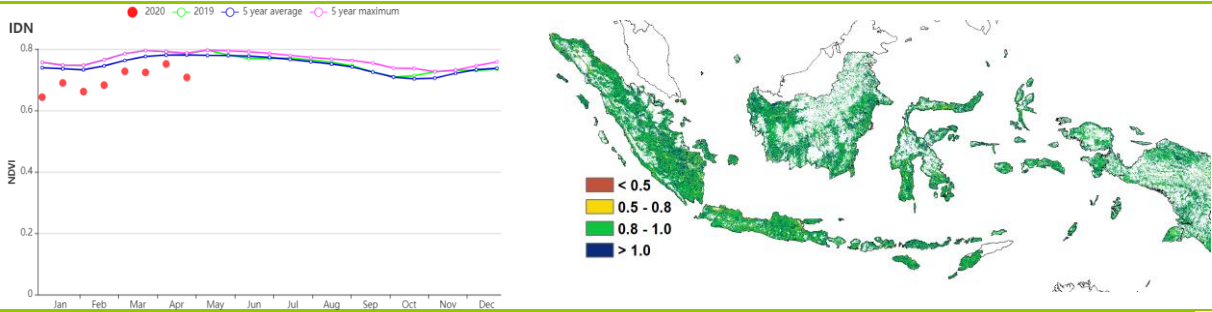 2020 2019 5 year average 5 year maximum
IDN
0.8
0.6
0.4
0.2
0
NDVI
Jan Feb Mar Apr May Jun Jul Aug Sep Oct Nov Dec
< 0.5
0.5 - 0.8
0.8 - 1.0
> 1.0